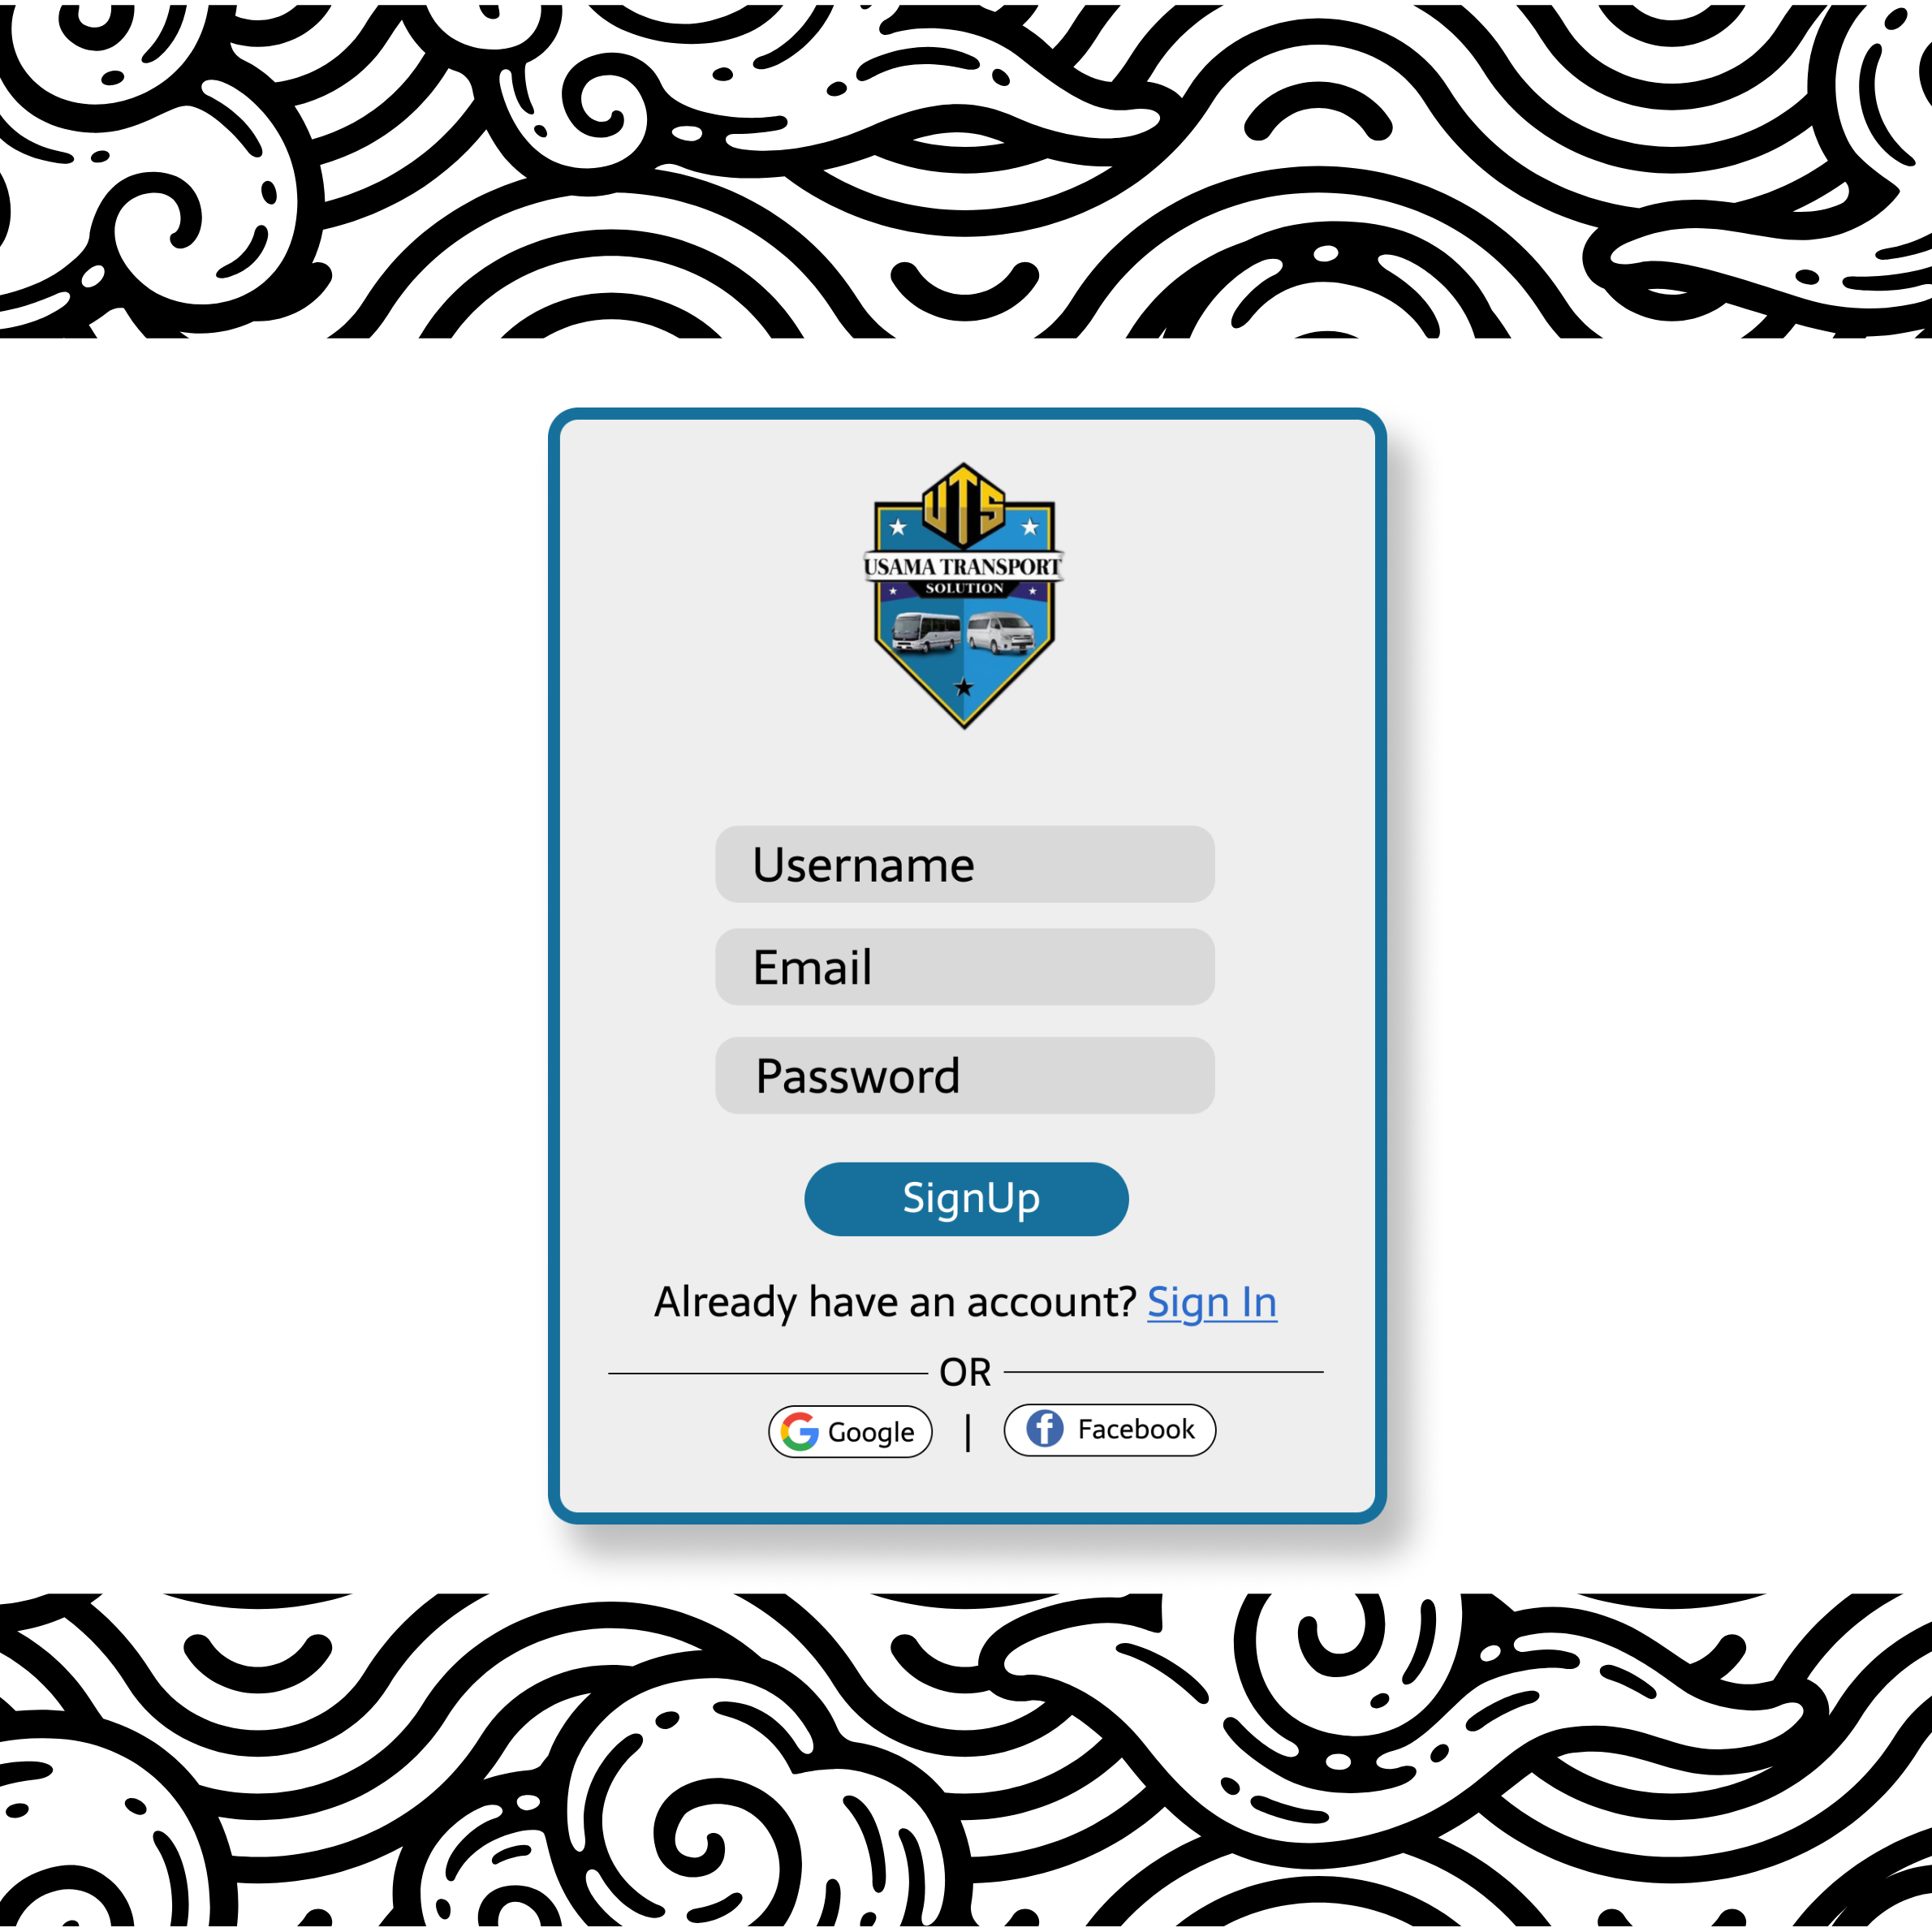 UTS
USAMA TRANSPORT
SOLUTION
Username
Email
Password
SignUp
Already have an account? Sign In
OR
Google | Facebook